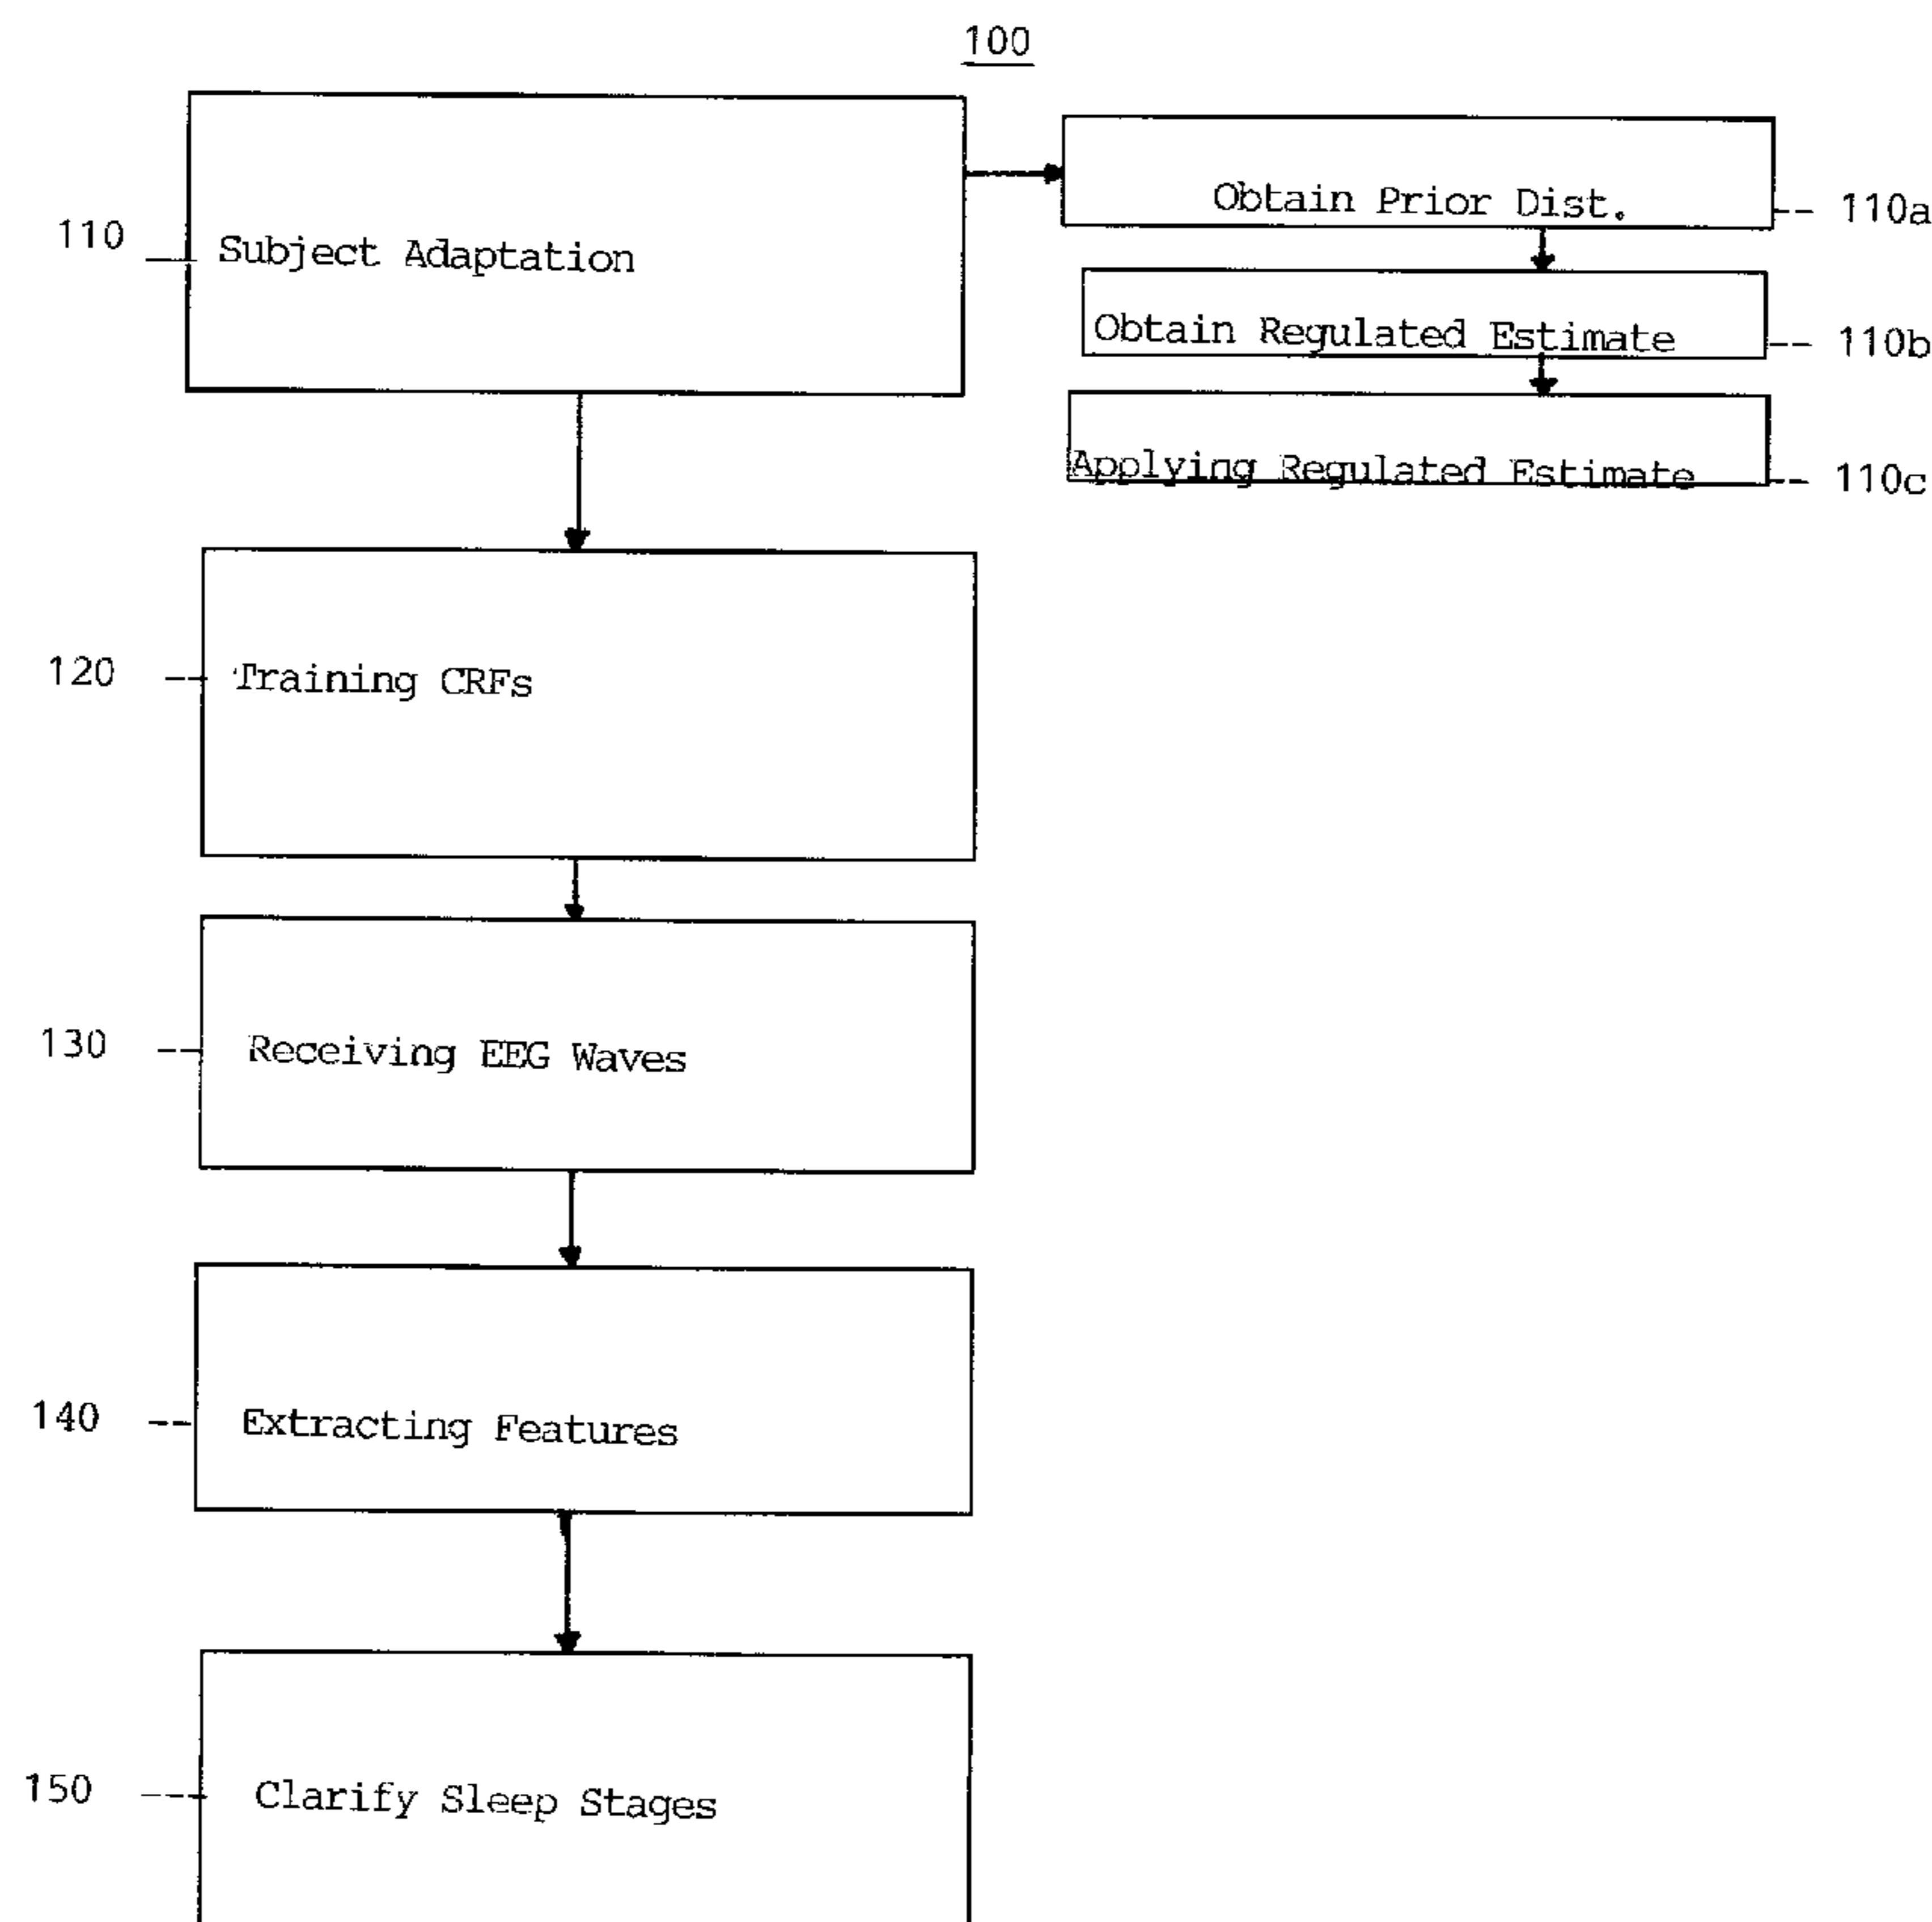 100
110
Subject Adaptation
Obtain Prior Dist.
110a
Obtain Regulated Estimate
110b
Applying Regulated Estimate
110c
120
Training CRFs
130
Receiving EEG Waves
140
Extracting Features
150
Clarify Sleep Stages